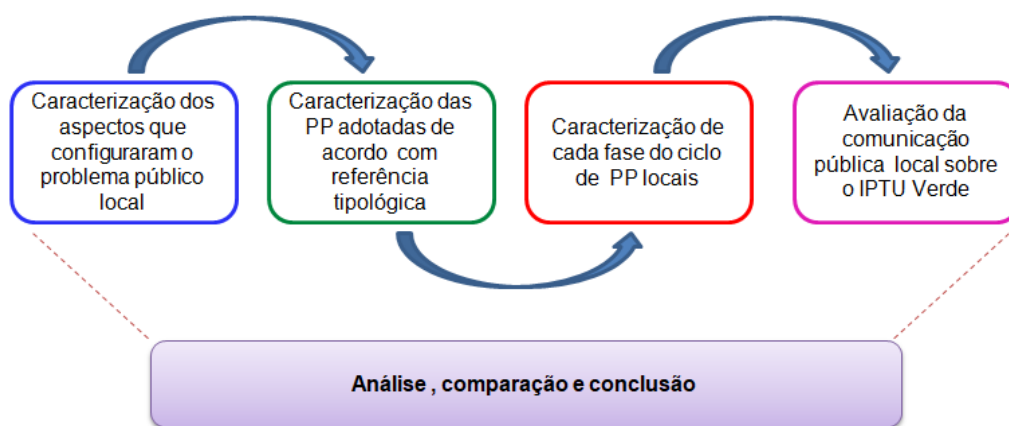 Caracterização dos
aspectos que
configuraram o
problema público
local
Caracterização das
PP adotadas de
acordo com
referência
tipológica
Caracterização de
cada fase do ciclo
de PP locais
Avaliação da
comunicação
pública local sobre
o IPTU Verde
Análise , comparação e conclusão